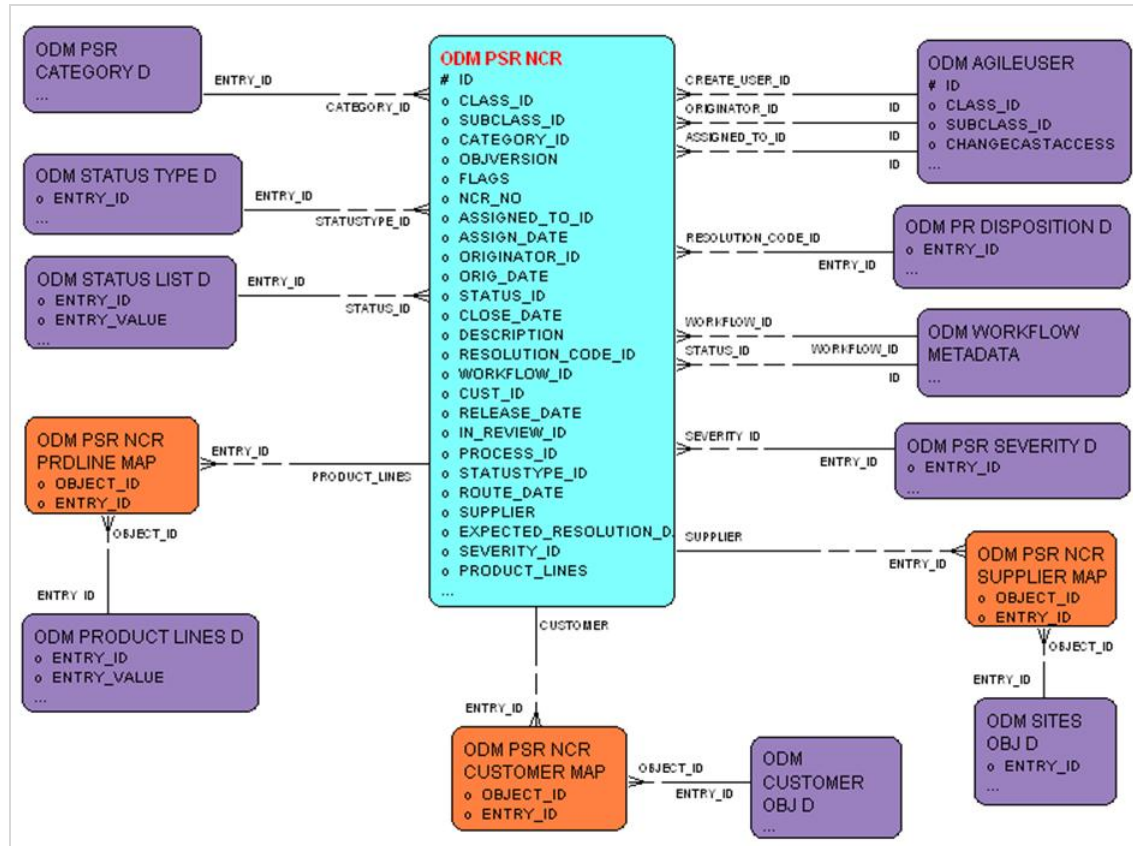 ODM PSR
CATEGORY D
...
ENTRY_ID
CATEGORY_ID
ODM STATUS TYPE D
o ENTRY_ID
...
ENTRY_ID
STATUSTYPE_ID
ODM STATUS LIST D
o ENTRY_ID
o ENTRY_VALUE
...
ENTRY_ID
STATUS_ID
ODM PSR NCR
PRDLINE MAP
o OBJECT_ID
o ENTRY_ID
ENTRY_ID
PRODUCT_LINES
OBJECT_ID
ENTRY ID
ODM PRODUCT LINES D
o ENTRY_ID
o ENTRY_VALUE
...
ODM PSR NCR
# ID
o CLASS_ID
o SUBCLASS_ID
o CATEGORY_ID
o OBJVERSION
o FLAGS
o NCR_NO
o ASSIGNED_TO_ID
o ASSIGN_DATE
o ORIGINATOR_ID
o ORIG_DATE
o STATUS_ID
o CLOSE_DATE
o DESCRIPTION
o RESOLUTION_CODE_ID
o WORKFLOW_ID
o CUST_ID
o RELEASE_DATE
o IN_REVIEW_ID
o PROCESS_ID
o STATUSTYPE_ID
o ROUTE_DATE
o SUPPLIER
o EXPECTED_RESOLUTION_D
o SEVERITY_ID
o PRODUCT_LINES
...
CUSTOMER
ENTRY_ID
ODM PSR NCR
CUSTOMER MAP
o OBJECT_ID
o ENTRY_ID
OBJECT_ID
ENTRY_ID
ODM
CUSTOMER
OBJ D
...
CREATE_USER_ID
ORIGINATOR_ID
ID
ASSIGNED_TO_ID
ID
ID
ODM AGILEUSER
# ID
o CLASS_ID
o SUBCLASS_ID
o CHANGECASTACCESS
...
RESOLUTION_CODE_ID
ENTRY_ID
ODM PR DISPOSITION D
o ENTRY_ID
...
WORKFLOW_ID
STATUS_ID
WORKFLOW_ID
ID
ODM WORKFLOW
METADATA
...
SEVERITY_ID
ENTRY_ID
ODM PSR SEVERITY D
o ENTRY_ID
...
SUPPLIER
ENTRY_ID
ODM PSR NCR
SUPPLIER MAP
o OBJECT_ID
o ENTRY_ID
OBJECT_ID
ENTRY_ID
ODM SITES
OBJ D
o ENTRY_ID
...